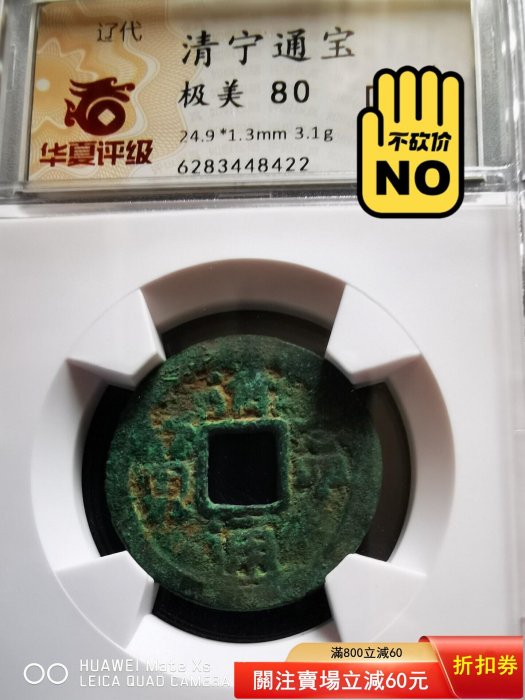 辽代
清宁通宝
极美 80
华夏评级
24.9*1.3mm 3.1g
6283448422
不砍价
NO
清
宁
通
HUAWEI Mate Xs
LEICA QUAD CAMERA
滿800立減60
關注賣場立減60元
折扣券